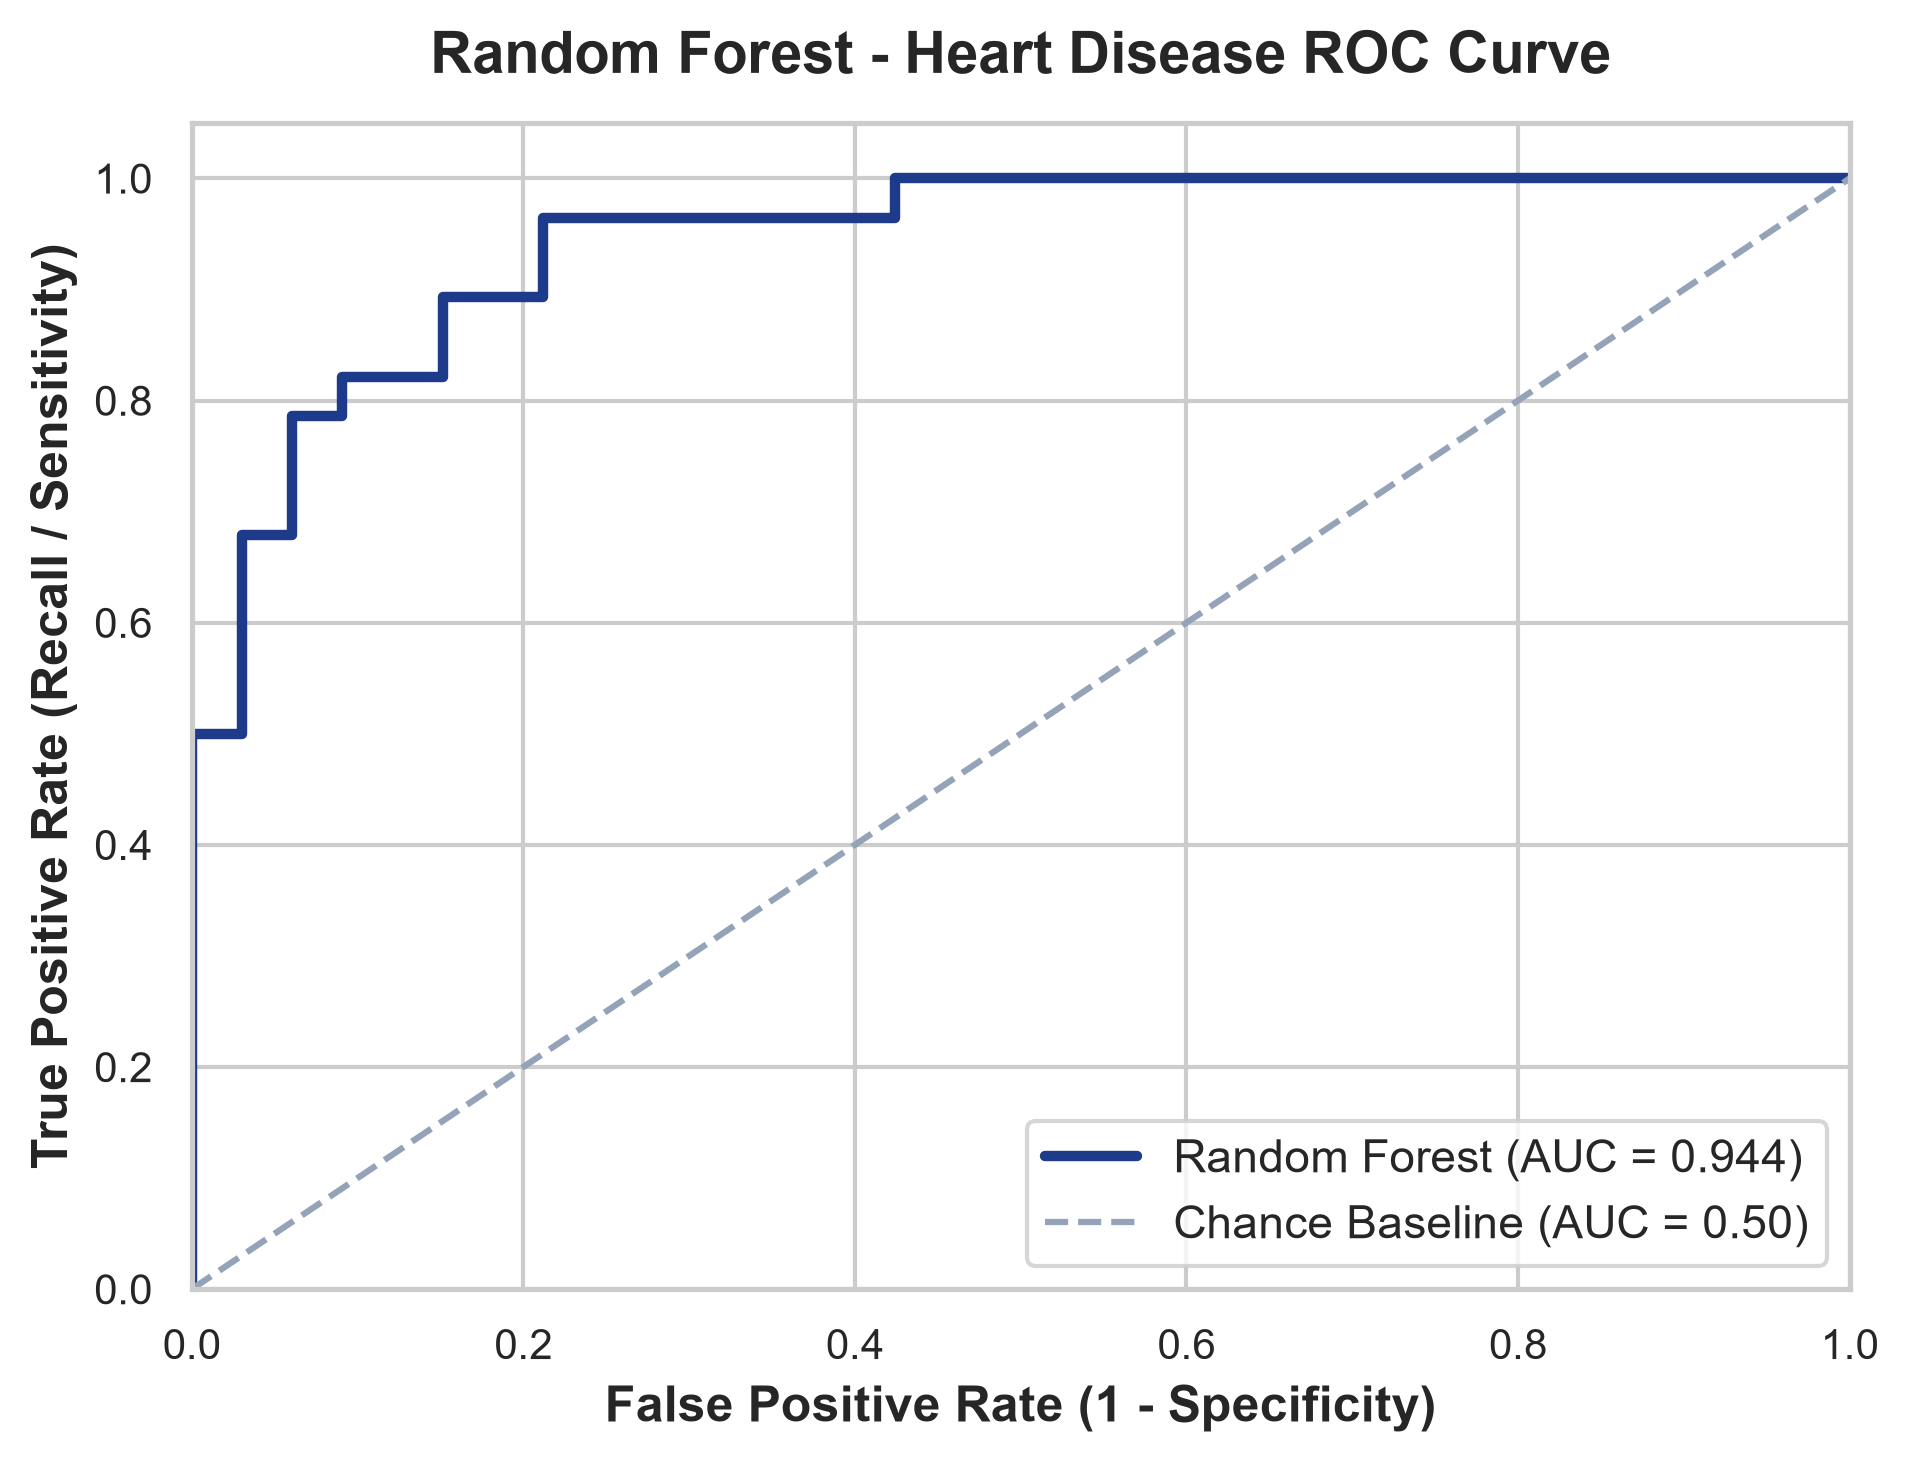 Random Forest - Heart Disease ROC Curve
True Positive Rate (Recall / Sensitivity)
1.0
0.8
0.6
0.4
0.2
0.0
Random Forest (AUC = 0.944)
Chance Baseline (AUC = 0.50)
0.0 0.2 0.4 0.6 0.8 1.0
False Positive Rate (1 - Specificity)